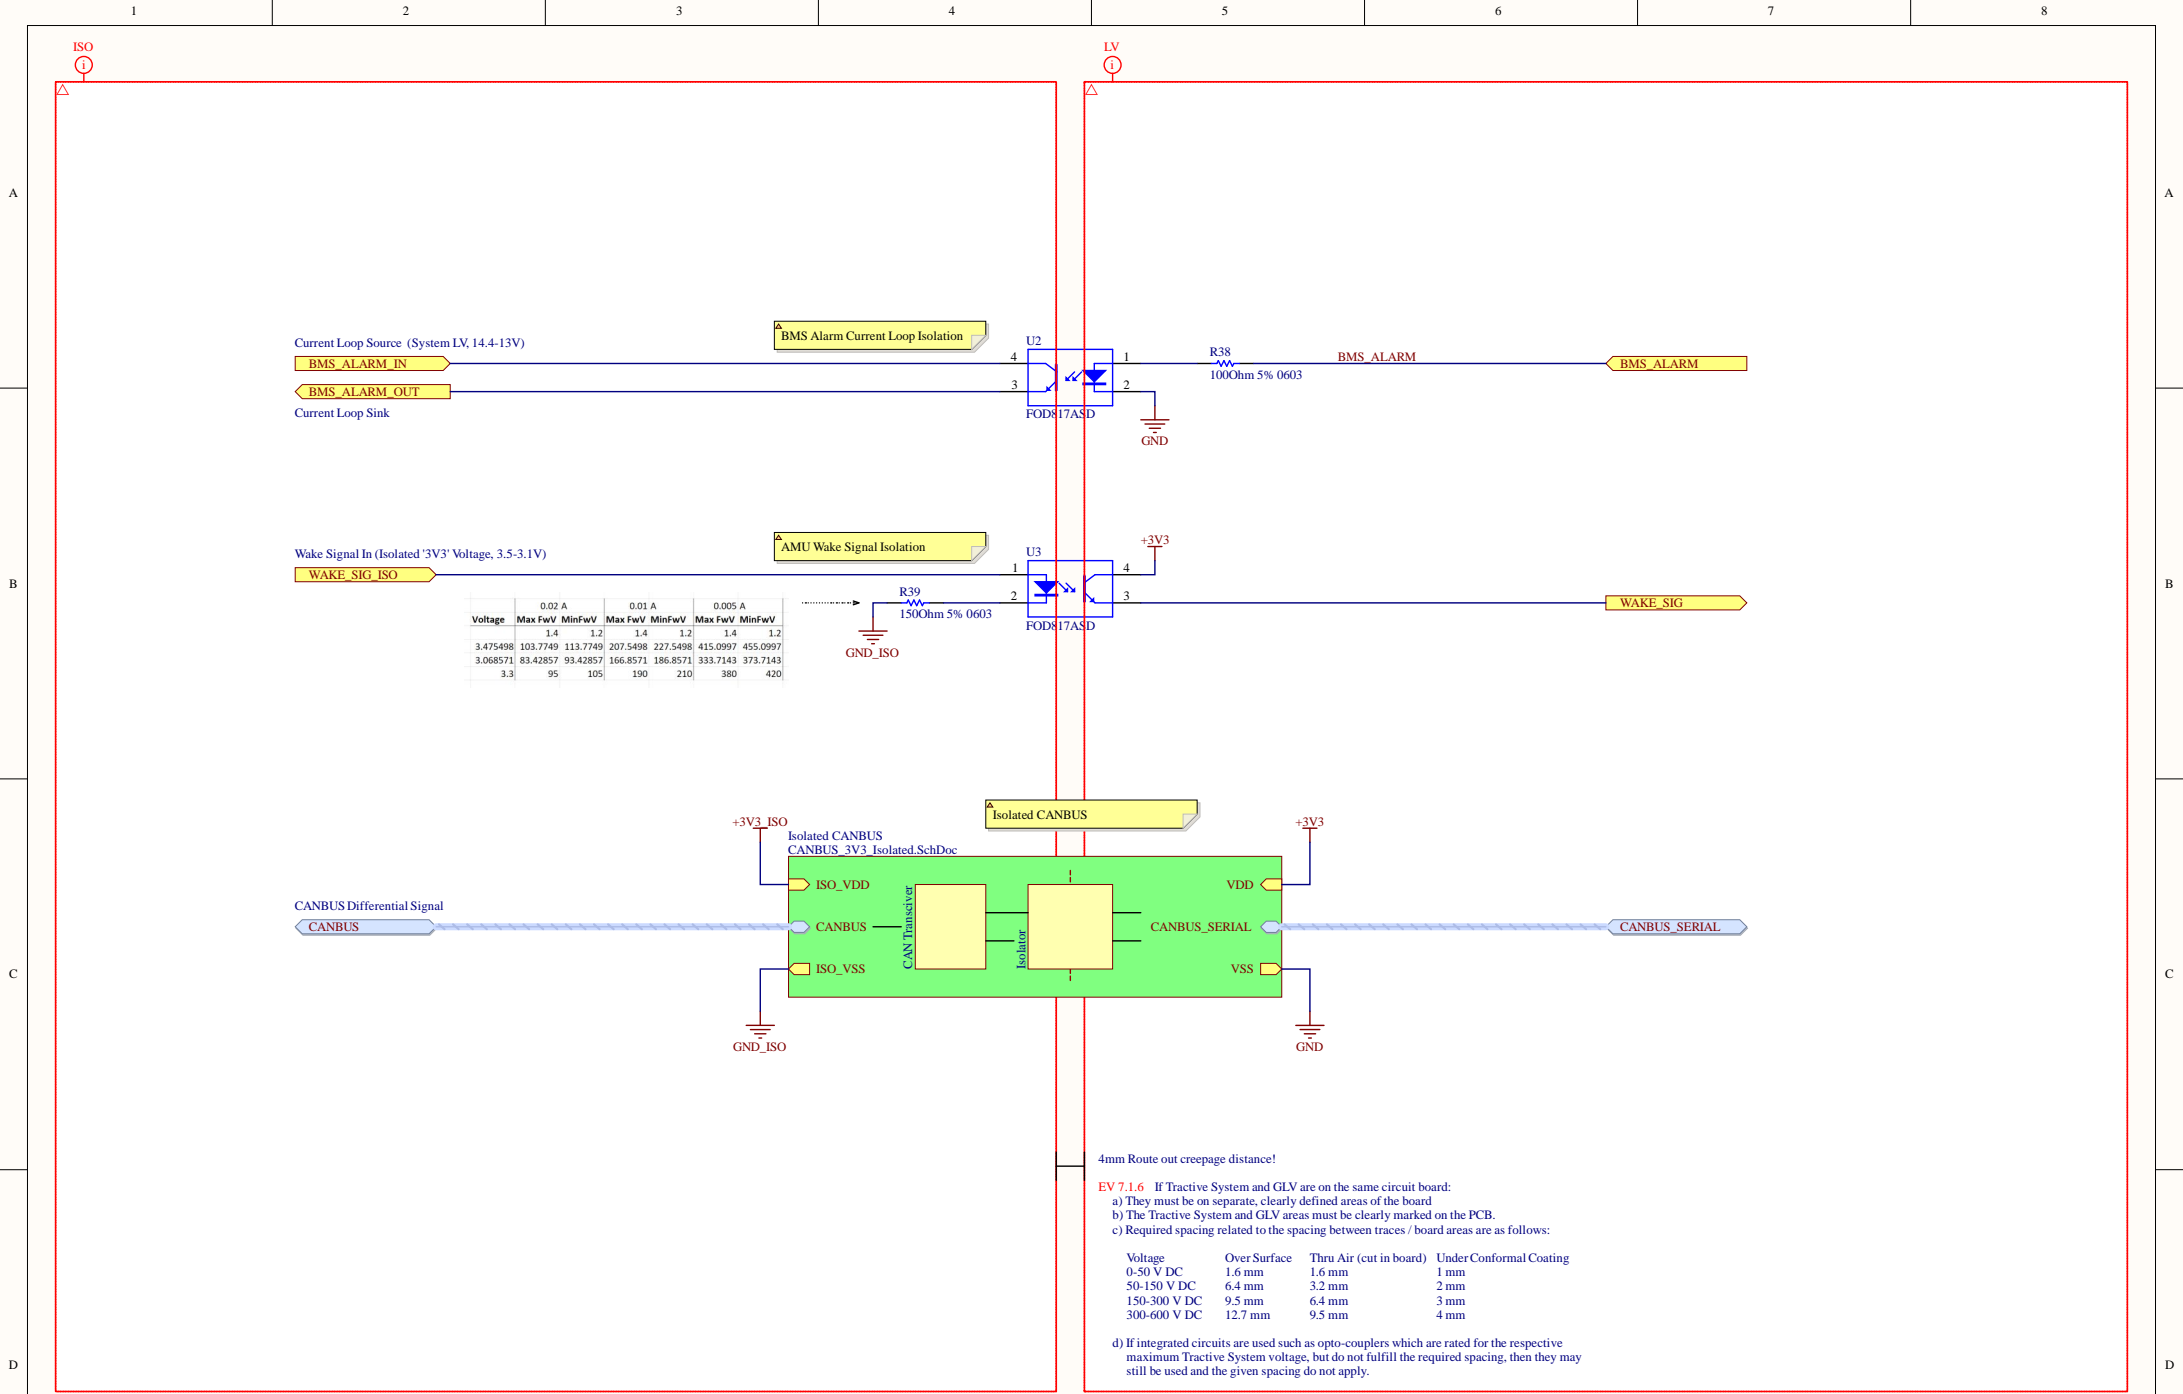 1 2 3 4 5 6 7 8
ISO
i
LV
i
A
A
BMS Alarm Current Loop Isolation
Current Loop Source (System LV, 14.4-13V)
BMS_ALARM_IN
BMS_ALARM_OUT
Current Loop Sink
U2
4
3
1
2
FOD817ASD
R38
100Ohm 5% 0603
BMS_ALARM
BMS_ALARM
GND
AMU Wake Signal Isolation
Wake Signal In (Isolated '3V3' Voltage, 3.5-3.1V)
WAKE_SIG_ISO
B
B
U3
1
2
4
3
FOD817ASD
+3V3
R39
150Ohm 5% 0603
GND_ISO
WAKE_SIG
0.02 A 0.01 A 0.005 A
Voltage Max FwV MinFwV Max FwV MinFwV Max FwV MinFwV
1.4 1.2 1.4 1.2 1.4 1.2
3.475498 103.7749 113.7749 207.5498 227.5498 415.0997 455.0997
3.068571 83.42857 93.42857 166.8571 186.8571 333.7143 373.7143
3.3 95 105 190 210 380 420
Isolated CANBUS
+3V3_ISO
Isolated CANBUS
CANBUS_3V3_Isolated.SchDoc
+3V3
ISO_VDD
VDD
CANBUS Differential Signal
CANBUS
CANBUS
CAN Transciver
Isolator
CANBUS_SERIAL
CANBUS_SERIAL
ISO_VSS
VSS
C
C
GND_ISO
GND
4mm Route out creepage distance!
EV 7.1.6 If Tractive System and GLV are on the same circuit board:
a) They must be on separate, clearly defined areas of the board
b) The Tractive System and GLV areas must be clearly marked on the PCB.
c) Required spacing related to the spacing between traces / board areas are as follows:
Voltage Over Surface Thru Air (cut in board) Under Conformal Coating
0-50 V DC 1.6 mm 1.6 mm 1 mm
50-150 V DC 6.4 mm 3.2 mm 2 mm
150-300 V DC 9.5 mm 6.4 mm 3 mm
300-600 V DC 12.7 mm 9.5 mm 4 mm
d) If integrated circuits are used such as opto-couplers which are rated for the respective
maximum Tractive System voltage, but do not fulfill the required spacing, then they may
still be used and the given spacing do not apply.
D
D